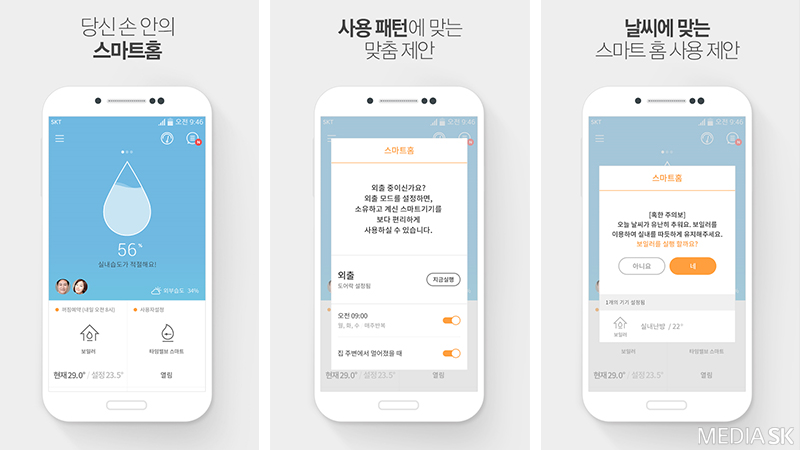 당신 손 안의
스마트홈
SKT 오전 9:46
N
56 %
실내습도가 적절해요!
외부습도 34%
아침예약 (내일 오전 8시) 사용자설정
보일러 타임밸브 스마트
현재29.0° / 설정 23.5° 열림
사용 패턴에 맞는
맞춤 제안
SKT 오전 9:46
스마트홈
외출 중이신가요?
외출 모드를 설정하면,
소유하고 계신 스마트기기를
보다 편리하게
사용하실 수 있습니다.
외출 지금실행
도어락 설정됨
오전 09:00
월, 화, 수 매주반복
집 주변에서 멀어졌을 때
현재29.0° / 설정 23.5° 열림
날씨에 맞는
스마트 홈 사용 제안
SKT 오전 9:46
N
스마트홈
[혹한 주의보]
오늘 날씨가 유난히 추워요. 보일러를
이용하여 실내를 따듯하게 유지해주세요.
보일러를 실행 할까요?
아니요 네
1개의 기기 설정됨
보일러 실내난방 / 22°
보일러 타임밸브 스마트
현재29.0° / 설정 23.5° 열림
MEDIA SK